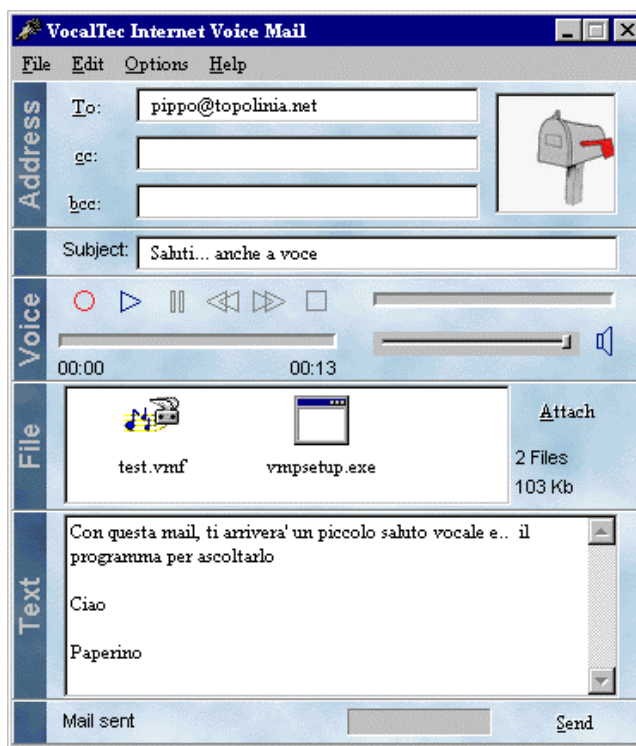 VocalTec Internet Voice Mail
File Edit Options Help
Address
To: pippo@topolinia.net
cc:
bcc:
Subject: Saluti... anche a voce
Voice
00:00 00:13
File
test.vmf vmpsetup.exe
Attach
2 Files
103 Kb
Text
Con questa mail, ti arrivera' un piccolo saluto vocale e.. il
programma per ascoltarlo
Ciao
Paperino
Mail sent Send